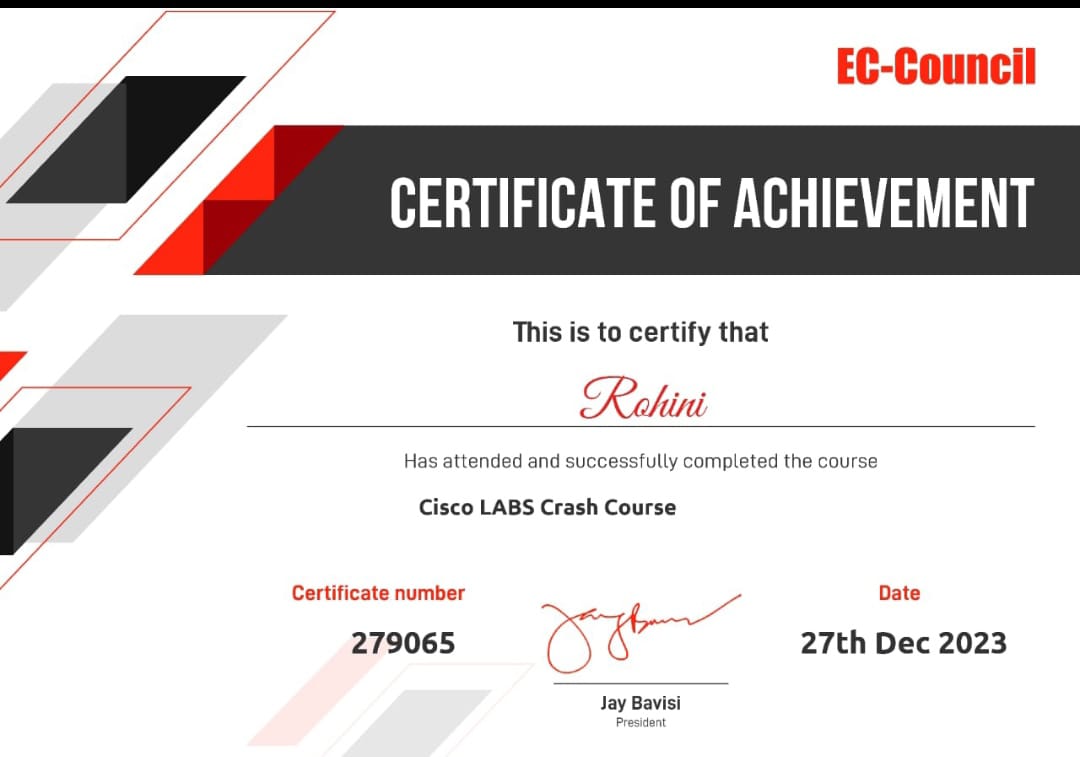 EC-Council
CERTIFICATE OF ACHIEVEMENT
This is to certify that
Rohini
Has attended and successfully completed the course
Cisco LABS Crash Course
Certificate number
279065
Date
27th Dec 2023
Jay Bavisi
President